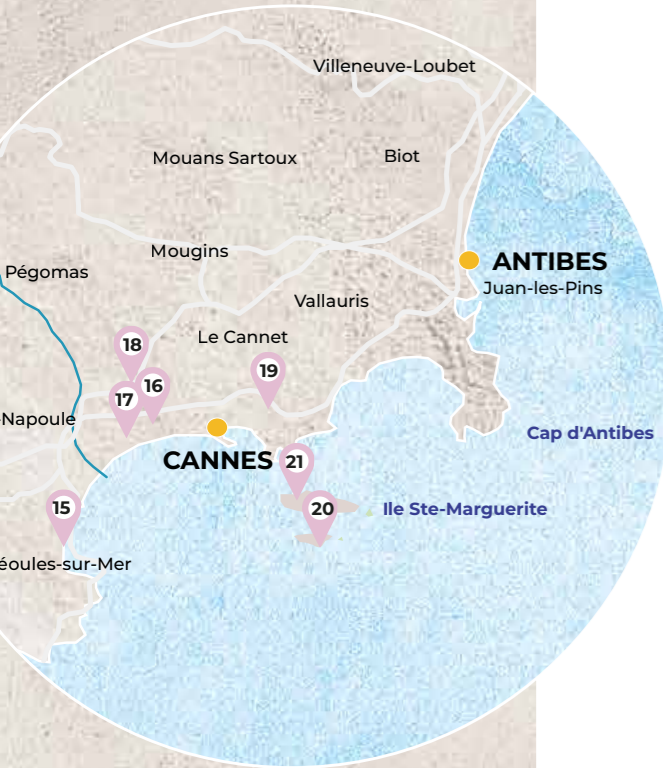 Villeneuve-Loubet
Mouans Sartoux
Biot
Mougins
ANTIBES
Pégomas
Juan-les-Pins
Vallauris
Le Cannet
18
19
16
17
-Napoule
Cap d'Antibes
CANNES
21
15
20
Ile Ste-Marguerite
éoules-sur-Mer